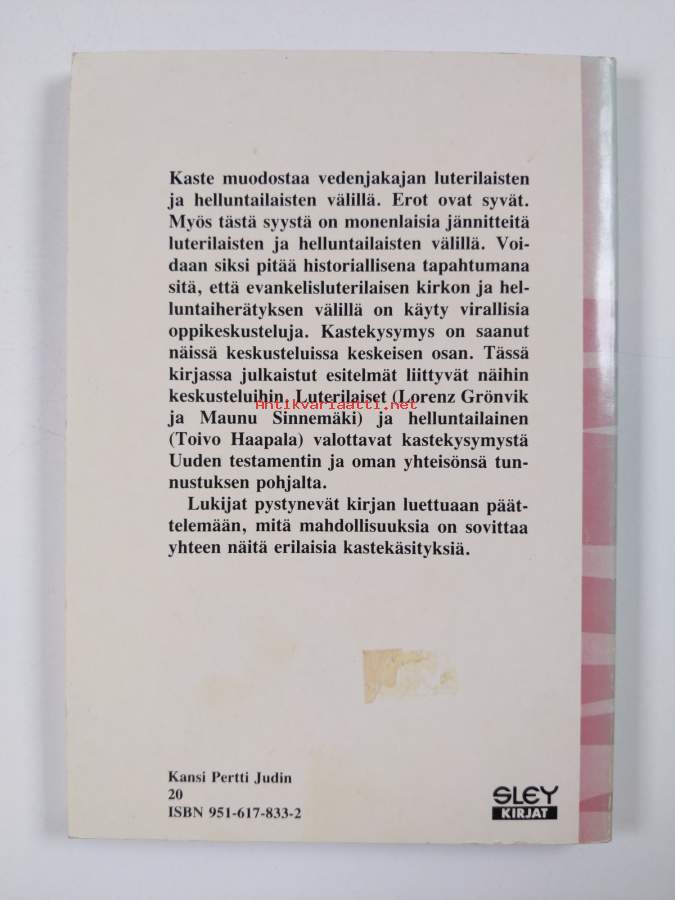 Kaste muodostaa vedenjakajan luterilaisten
ja helluntailaisten välillä. Erot ovat syvät.
Myös tästä syystä on monenlaisia jännitteitä
luterilaisten ja helluntailaisten välillä. Voi-
daan siksi pitää historiallisena tapahtumana
sitä, että evankelisluterilaisen kirkon ja hel-
luntaiherätyksen välillä on käyty virallisia
oppikeskusteluja. Kastekysymys on saanut
näissä keskusteluissa keskeisen osan. Tässä
kirjassa julkaistut esitelmät liittyvät näihin
keskusteluihin. Luterilaiset (Lorenz Grönvik
Antikvariaatti.net
ja Maunu Sinnemäki) ja helluntailainen
(Toivo Haapala) valottavat kastekysymystä
Uuden testamentin ja oman yhteisönsä tun-
nustuksen pohjalta.
Lukijat pystynevät kirjan luettuaan päät-
telemään, mitä mahdollisuuksia on sovittaa
yhteen näitä erilaisia kastekäsityksiä.
Kansi Pertti Judin
20
ISBN 951-617-833-2
SLEY
KIRJAT